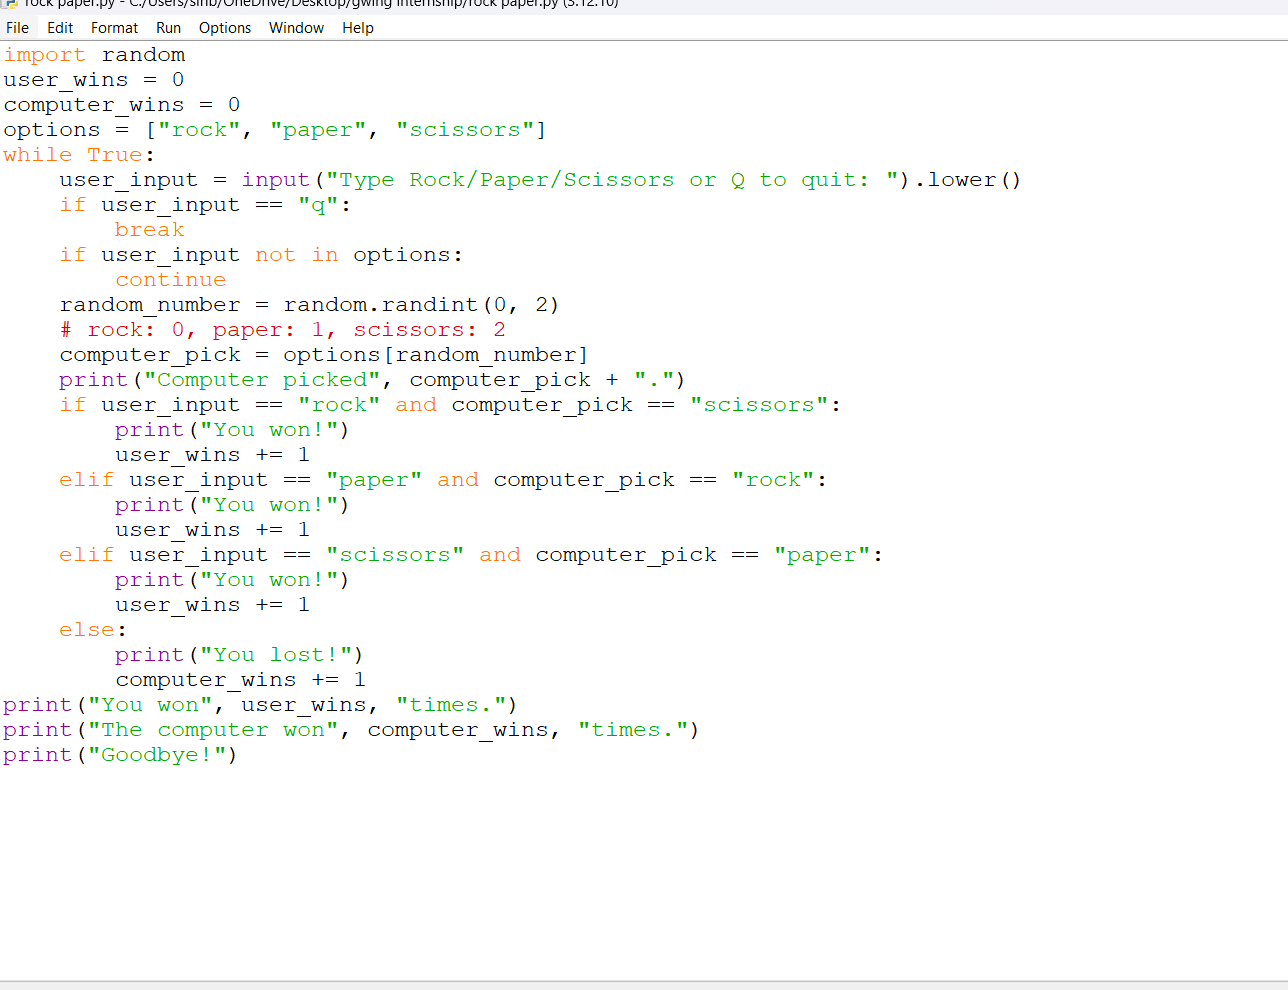 rock paper.py - C:/Users/sirib/OneDrive/Desktop/gwing internship/rock paper.py (3.12.10)
File Edit Format Run Options Window Help
import random
user_wins = 0
computer_wins = 0
options = ["rock", "paper", "scissors"]
while True:
    user_input = input("Type Rock/Paper/Scissors or Q to quit: ").lower()
    if user_input == "q":
        break
    if user_input not in options:
        continue
    random_number = random.randint(0, 2)
    # rock: 0, paper: 1, scissors: 2
    computer_pick = options[random_number]
    print("Computer picked", computer_pick + ".")
    if user_input == "rock" and computer_pick == "scissors":
        print("You won!")
        user_wins += 1
    elif user_input == "paper" and computer_pick == "rock":
        print("You won!")
        user_wins += 1
    elif user_input == "scissors" and computer_pick == "paper":
        print("You won!")
        user_wins += 1
    else:
        print("You lost!")
        computer_wins += 1
print("You won", user_wins, "times.")
print("The computer won", computer_wins, "times.")
print("Goodbye!")